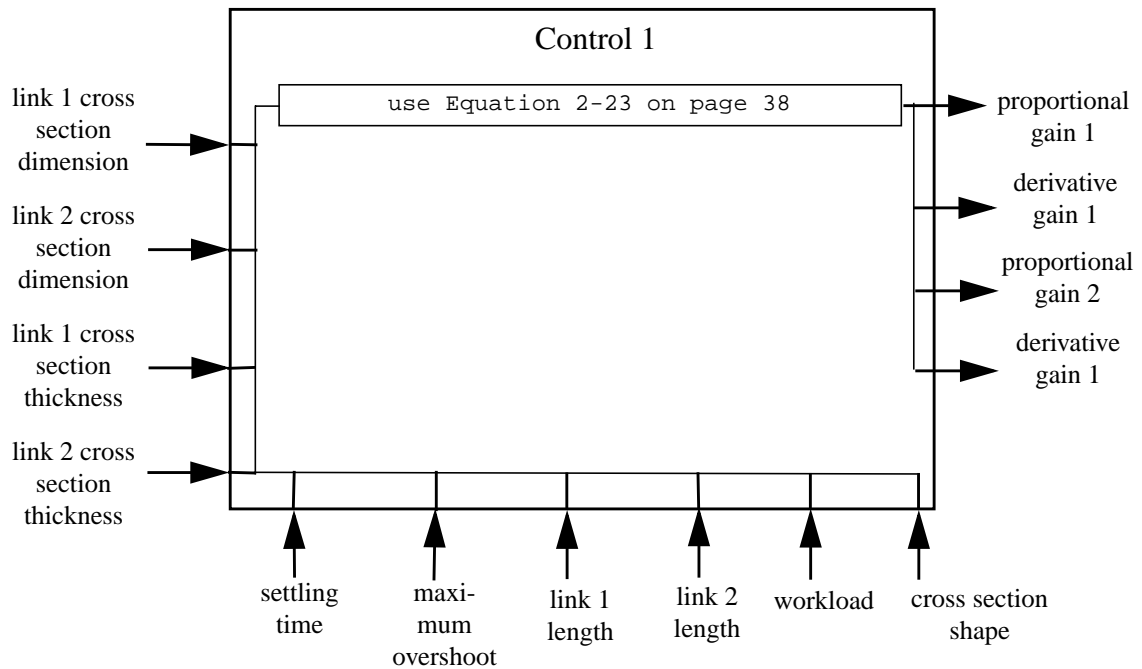 Control 1
use Equation 2-23 on page 38
link 1 cross
section
dimension
link 2 cross
section
dimension
link 1 cross
section
thickness
link 2 cross
section
thickness
proportional
gain 1
derivative
gain 1
proportional
gain 2
derivative
gain 1
settling
time
maxi-
mum
overshoot
link 1
length
link 2
length
workload
cross section
shape